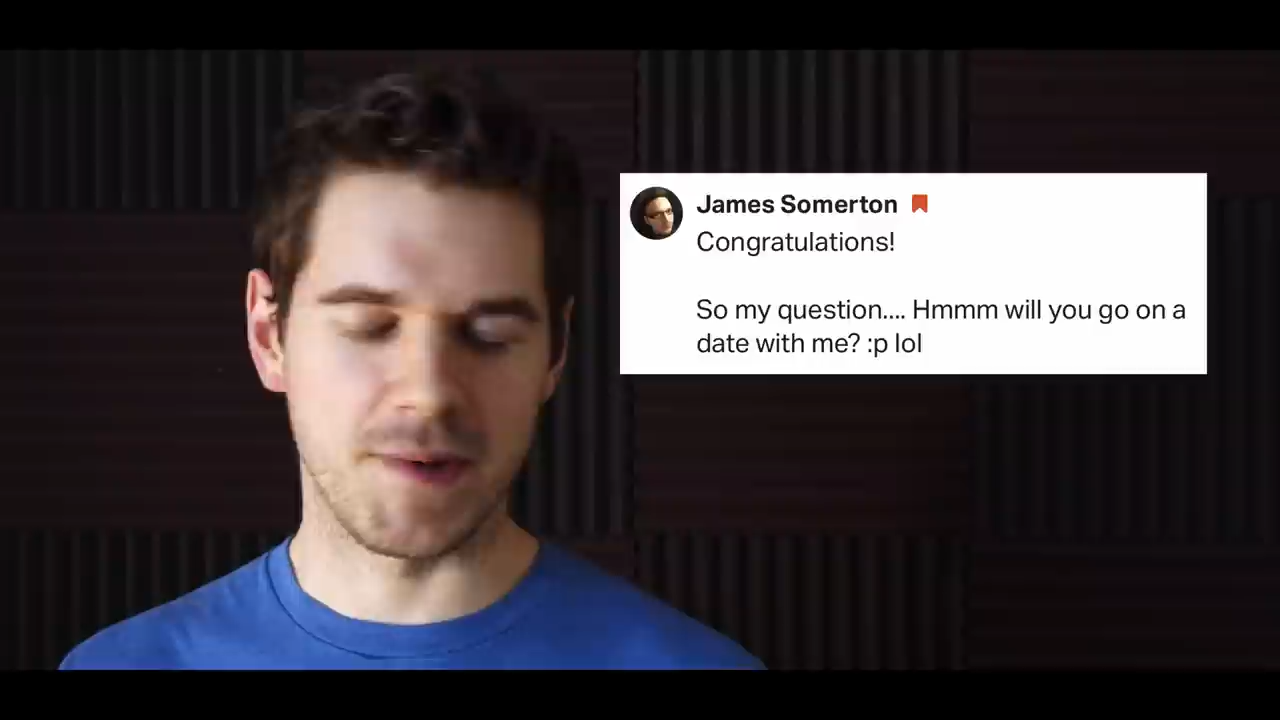 James Somerton
Congratulations!
So my question.... Hmmm will you go on a
date with me? :p lol